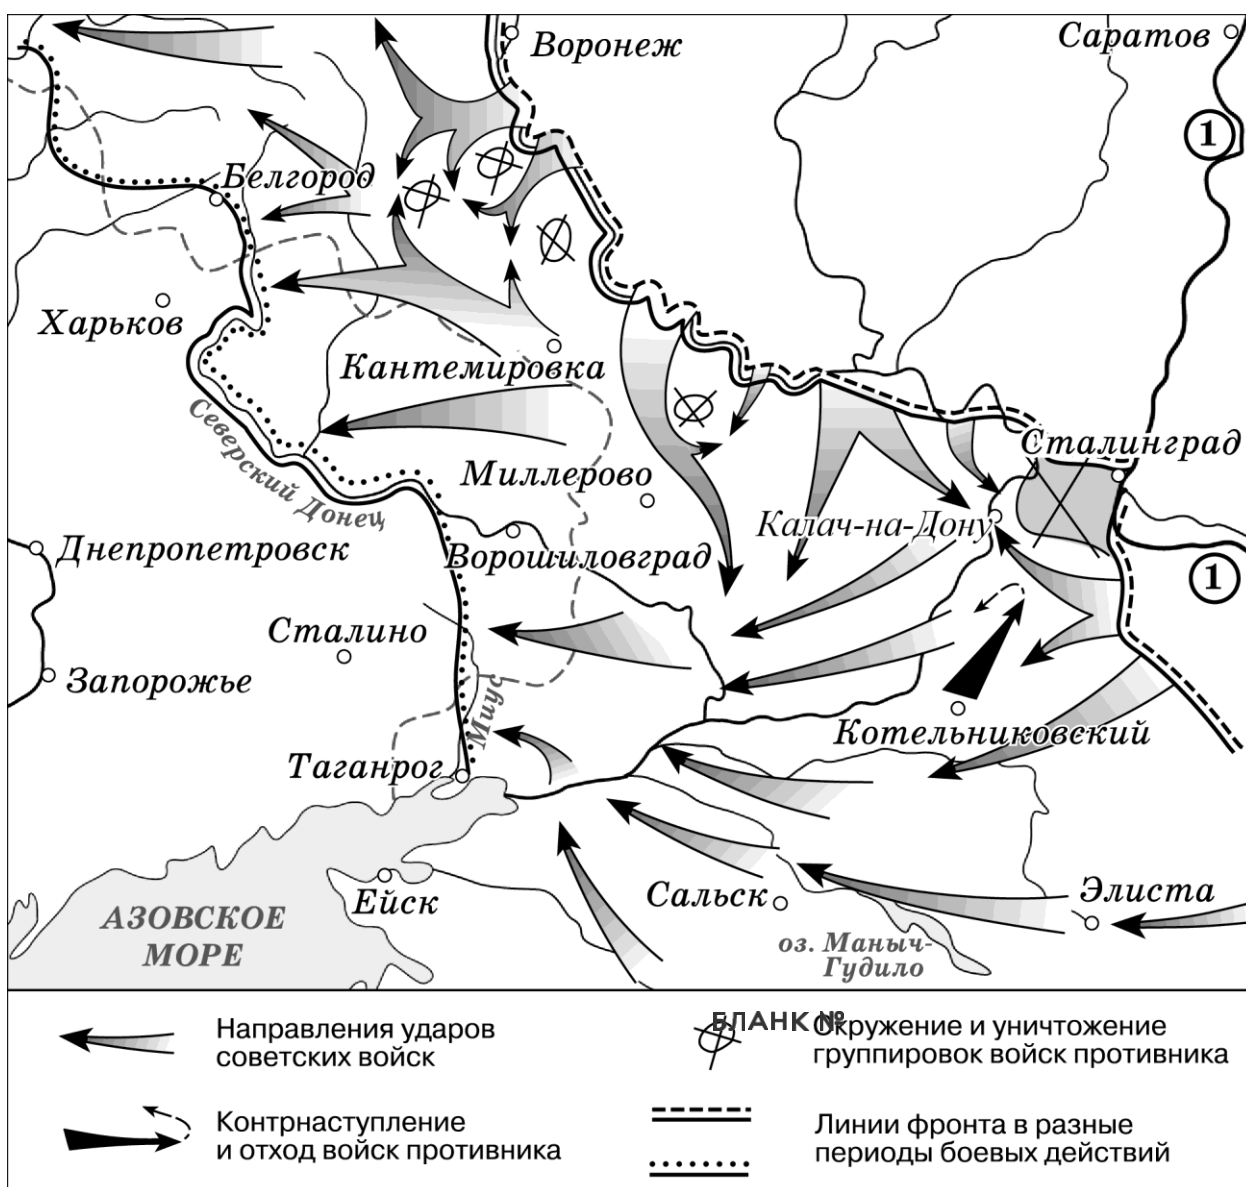 Воронеж
Саратов
1
Белгород
Харьков
Кантемировка
Северский Донец
Миллерово
Сталинград
Калач-на-Дону
Днепропетровск
Ворошиловград
1
Сталино
Запорожье
Миус
Котельниковский
Таганрог
Ейск
Сальск
Элиста
АЗОВСКОЕ
МОРЕ
оз. Маныч-
Гудило
Направления ударов
советских войск
БЛАНК №
Окружение и уничтожение
группировок войск противника
Контрнаступление
и отход войск противника
Линии фронта в разные
периоды боевых действий